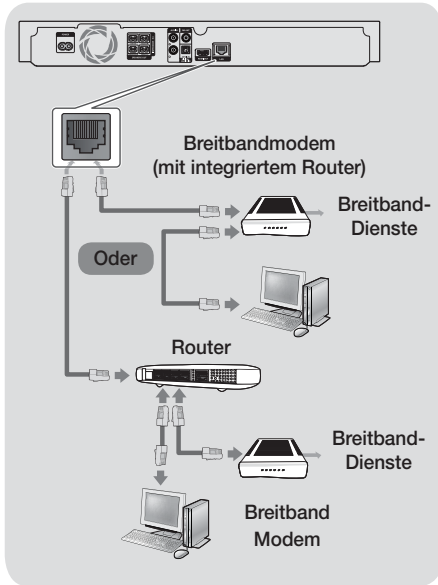 Breitbandmodem
(mit integriertem Router)
Breitband-
Dienste
Oder
Router
Breitband-
Dienste
Breitband
Modem